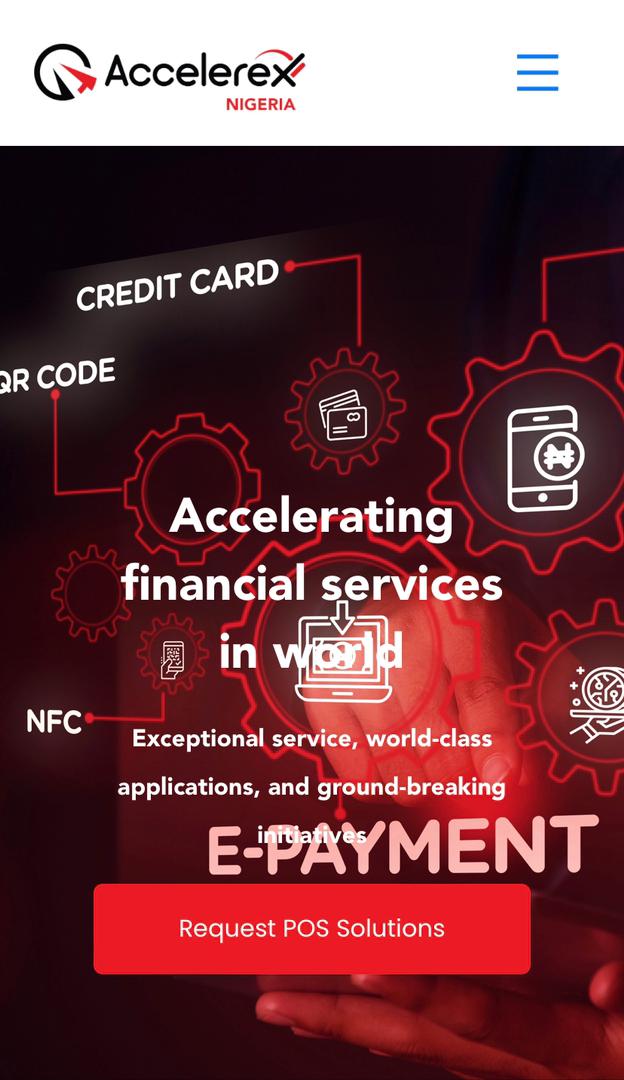 Accelerex
NIGERIA
CREDIT CARD
QR CODE
Accelerating
financial services
in world
NFC
Exceptional service, world-class
applications, and ground-breaking
initiatives
E-PAYMENT
Request POS Solutions